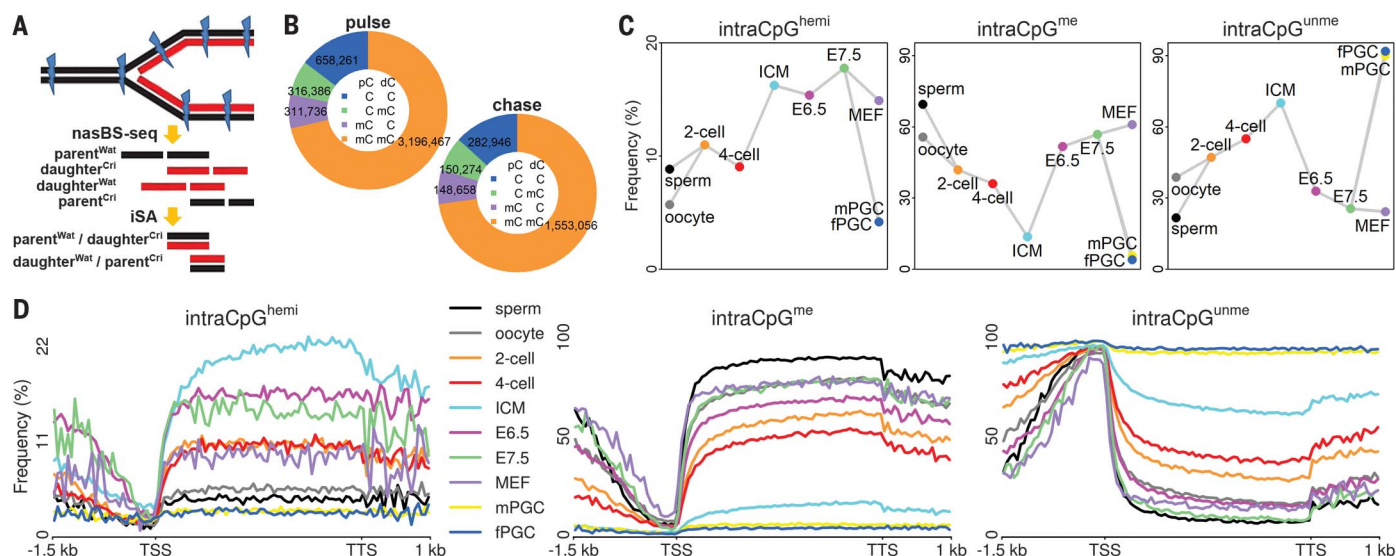 A
nasBS-seq
parentWat
daughterCri
daughterWat
parentCri
iSA
parentWat / daughterCri
daughterWat / parentCri
B
pulse
658,261
316,386
311,736
3,196,467
pC dC
C C
C mC
mC C
mC mC
chase
282,946
150,274
148,658
1,553,056
pC dC
C C
C mC
mC C
mC mC
C
intraCpGhemi
Frequency (%)
20
10
0
sperm
oocyte
2-cell
4-cell
ICM
E6.5
E7.5
MEF
mPGC
fPGC
intraCpGme
90
60
30
0
sperm
oocyte
2-cell
4-cell
ICM
E6.5
E7.5
MEF
mPGC
fPGC
intraCpGunme
90
60
30
0
oocyte
sperm
2-cell
4-cell
ICM
E6.5
E7.5
MEF
fPGC
mPGC
D
intraCpGhemi
Frequency (%)
22
11
0
-1.5 kb TSS TTS 1 kb
sperm
oocyte
2-cell
4-cell
ICM
E6.5
E7.5
MEF
mPGC
fPGC
intraCpGme
100
50
0
-1.5 kb TSS TTS 1 kb
intraCpGunme
100
50
0
-1.5 kb TSS TTS 1 kb